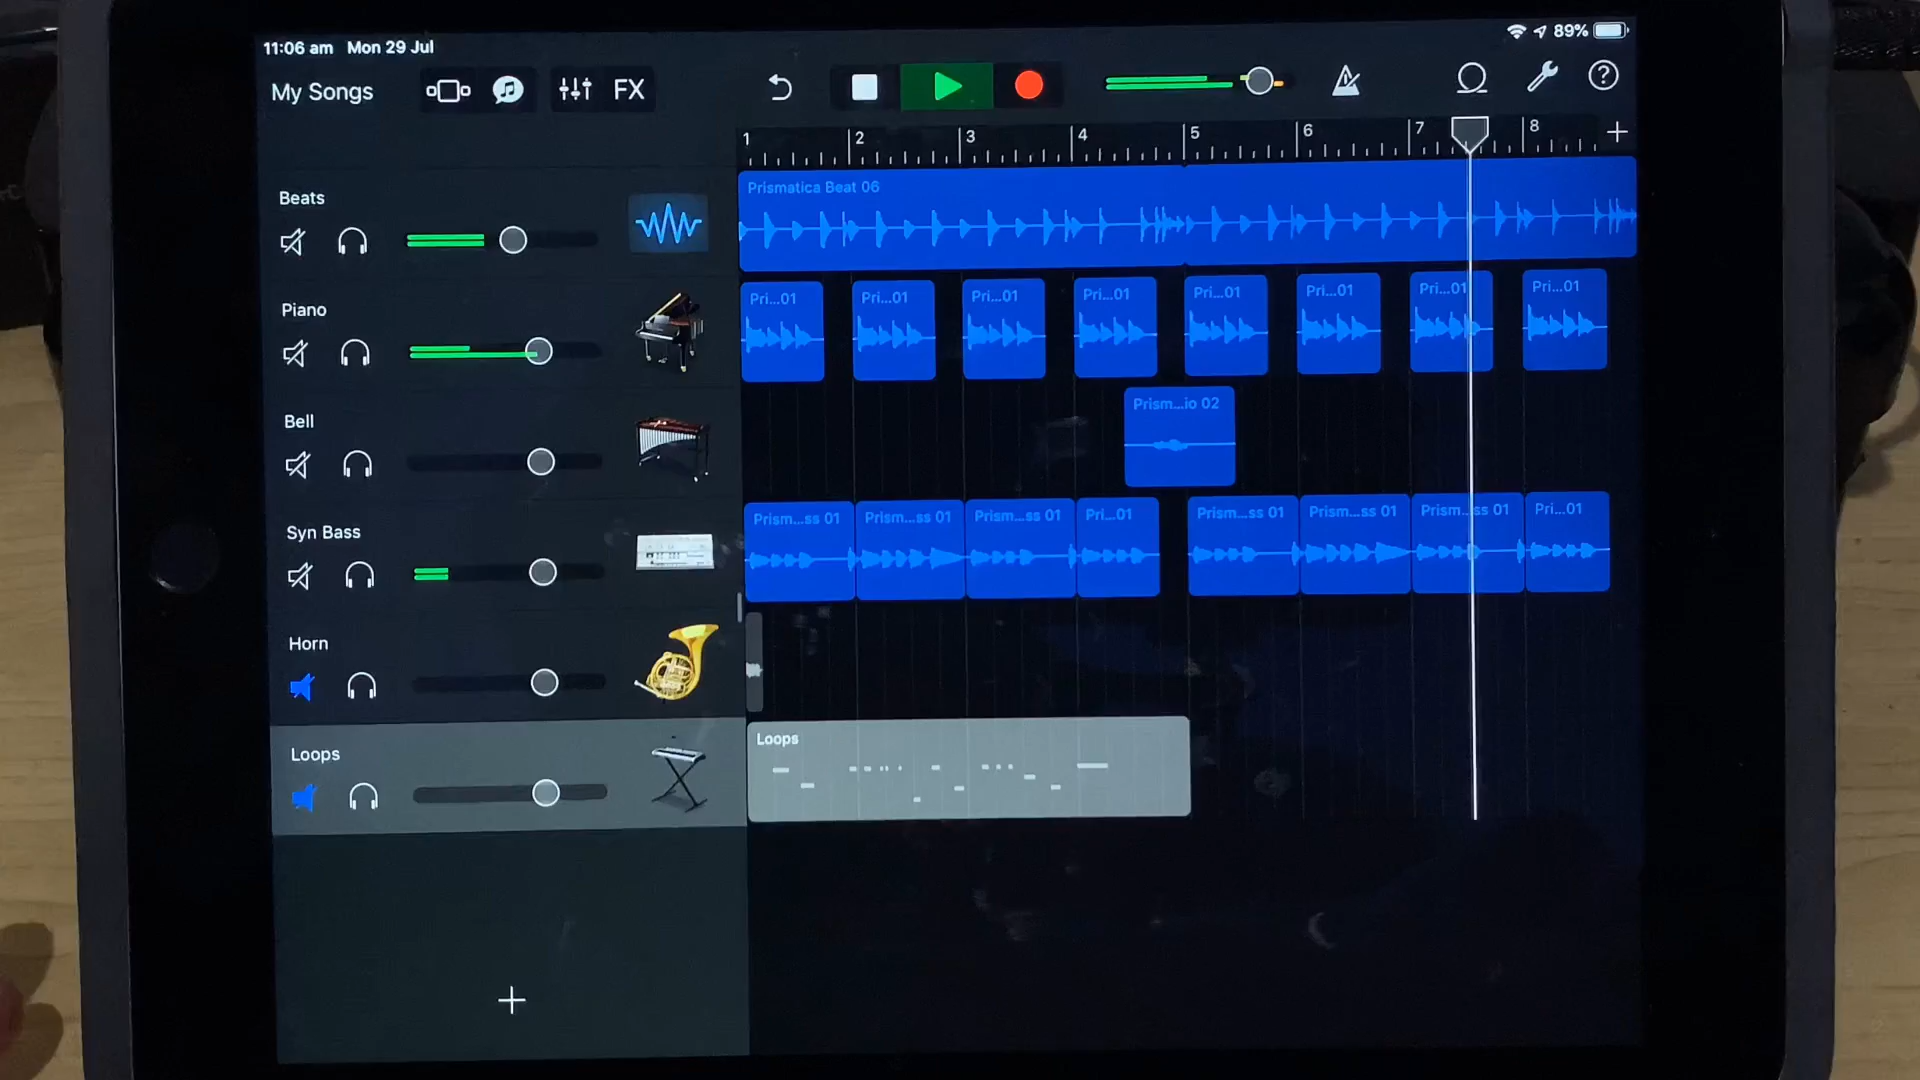 11:06 am Mon 29 Jul
89%
My Songs
FX
1 2 3 4 5 6 7 8
Beats
Prismatica Beat 06
Piano
Pri...01 Pri...01 Pri...01 Pri...01 Pri...01 Pri...01 Pri...01 Pri...01
Bell
Prism...io 02
Syn Bass
Prism...ss 01 Prism...ss 01 Prism...ss 01 Pri...01 Prism...ss 01 Prism...ss 01 Prism...ss 01 Pri...01
Horn
Loops
Loops